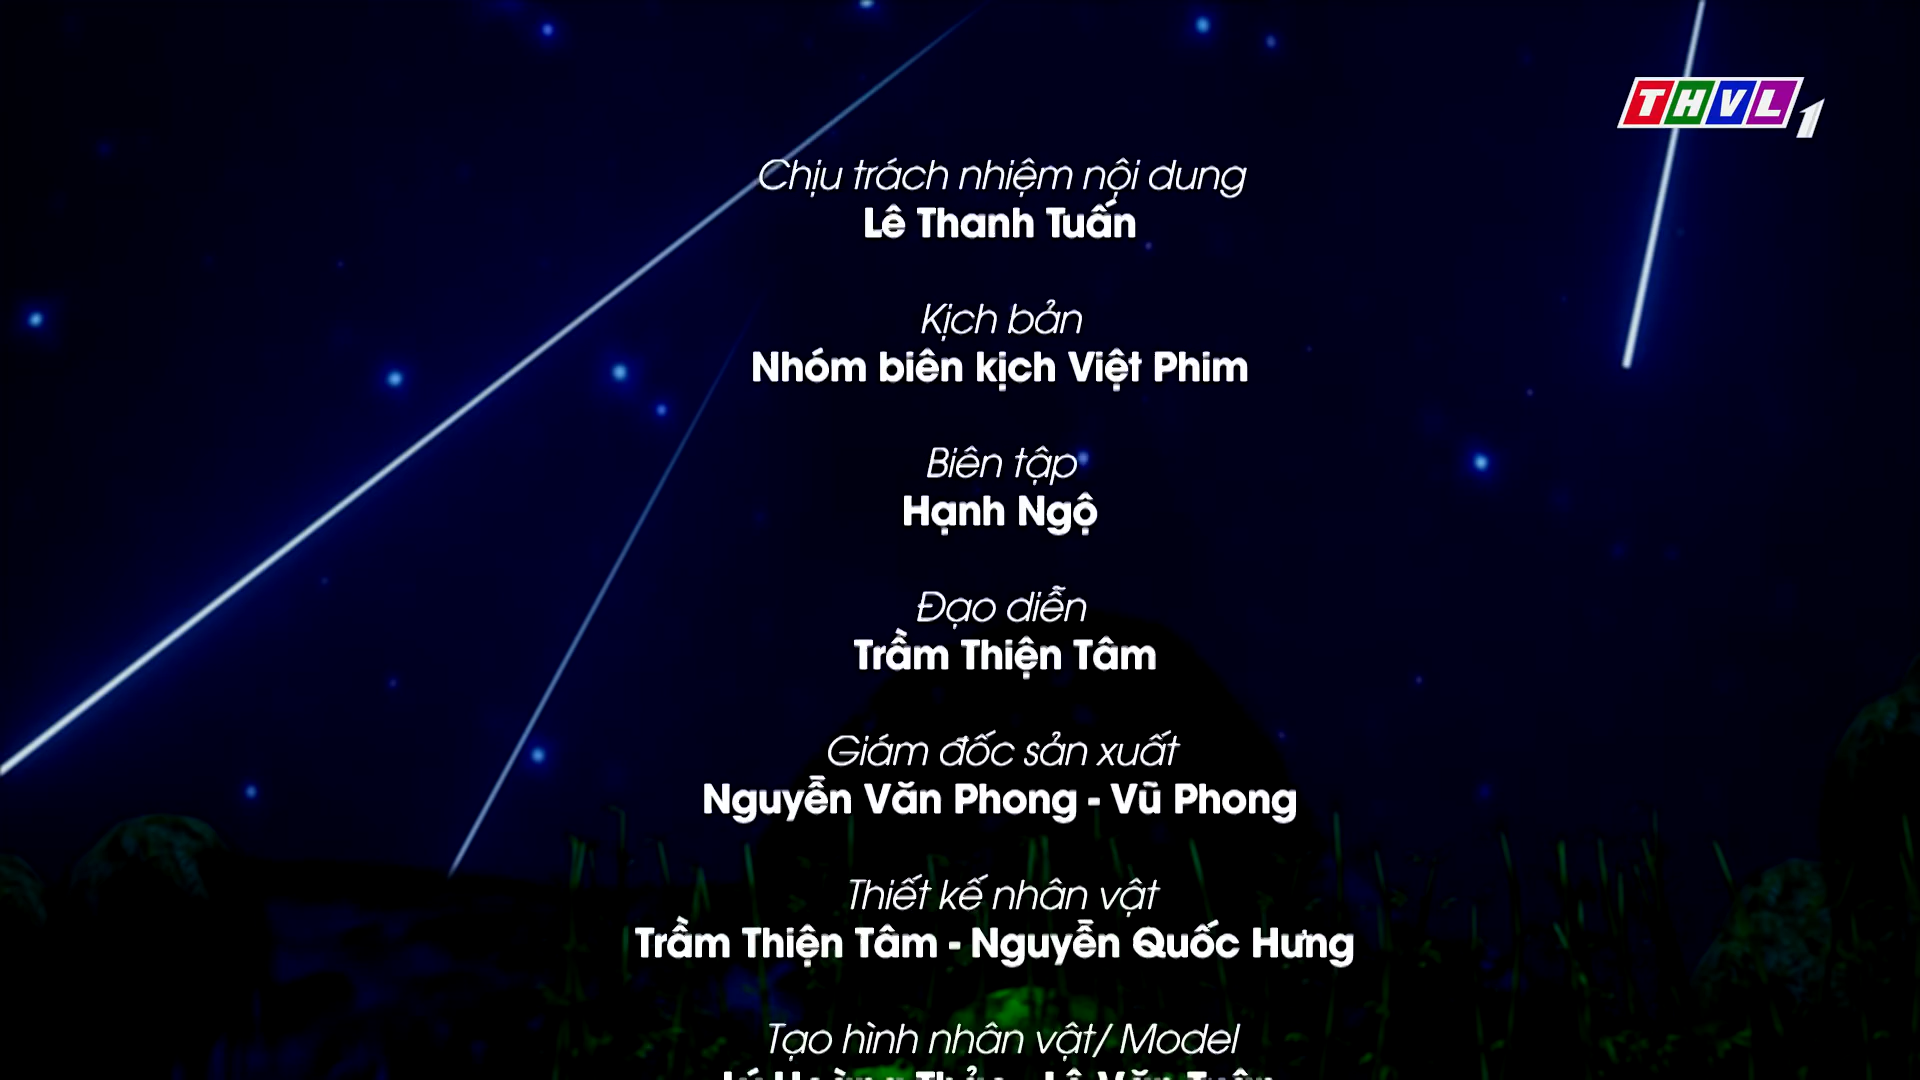 THVL1
Chịu trách nhiệm nội dung
Lê Thanh Tuấn
Kịch bản
Nhóm biên kịch Việt Phim
Biên tập
Hạnh Ngộ
Đạo diễn
Trầm Thiện Tâm
Giám đốc sản xuất
Nguyễn Văn Phong - Vũ Phong
Thiết kế nhân vật
Trầm Thiện Tâm - Nguyễn Quốc Hưng
Tạo hình nhân vật/ Model